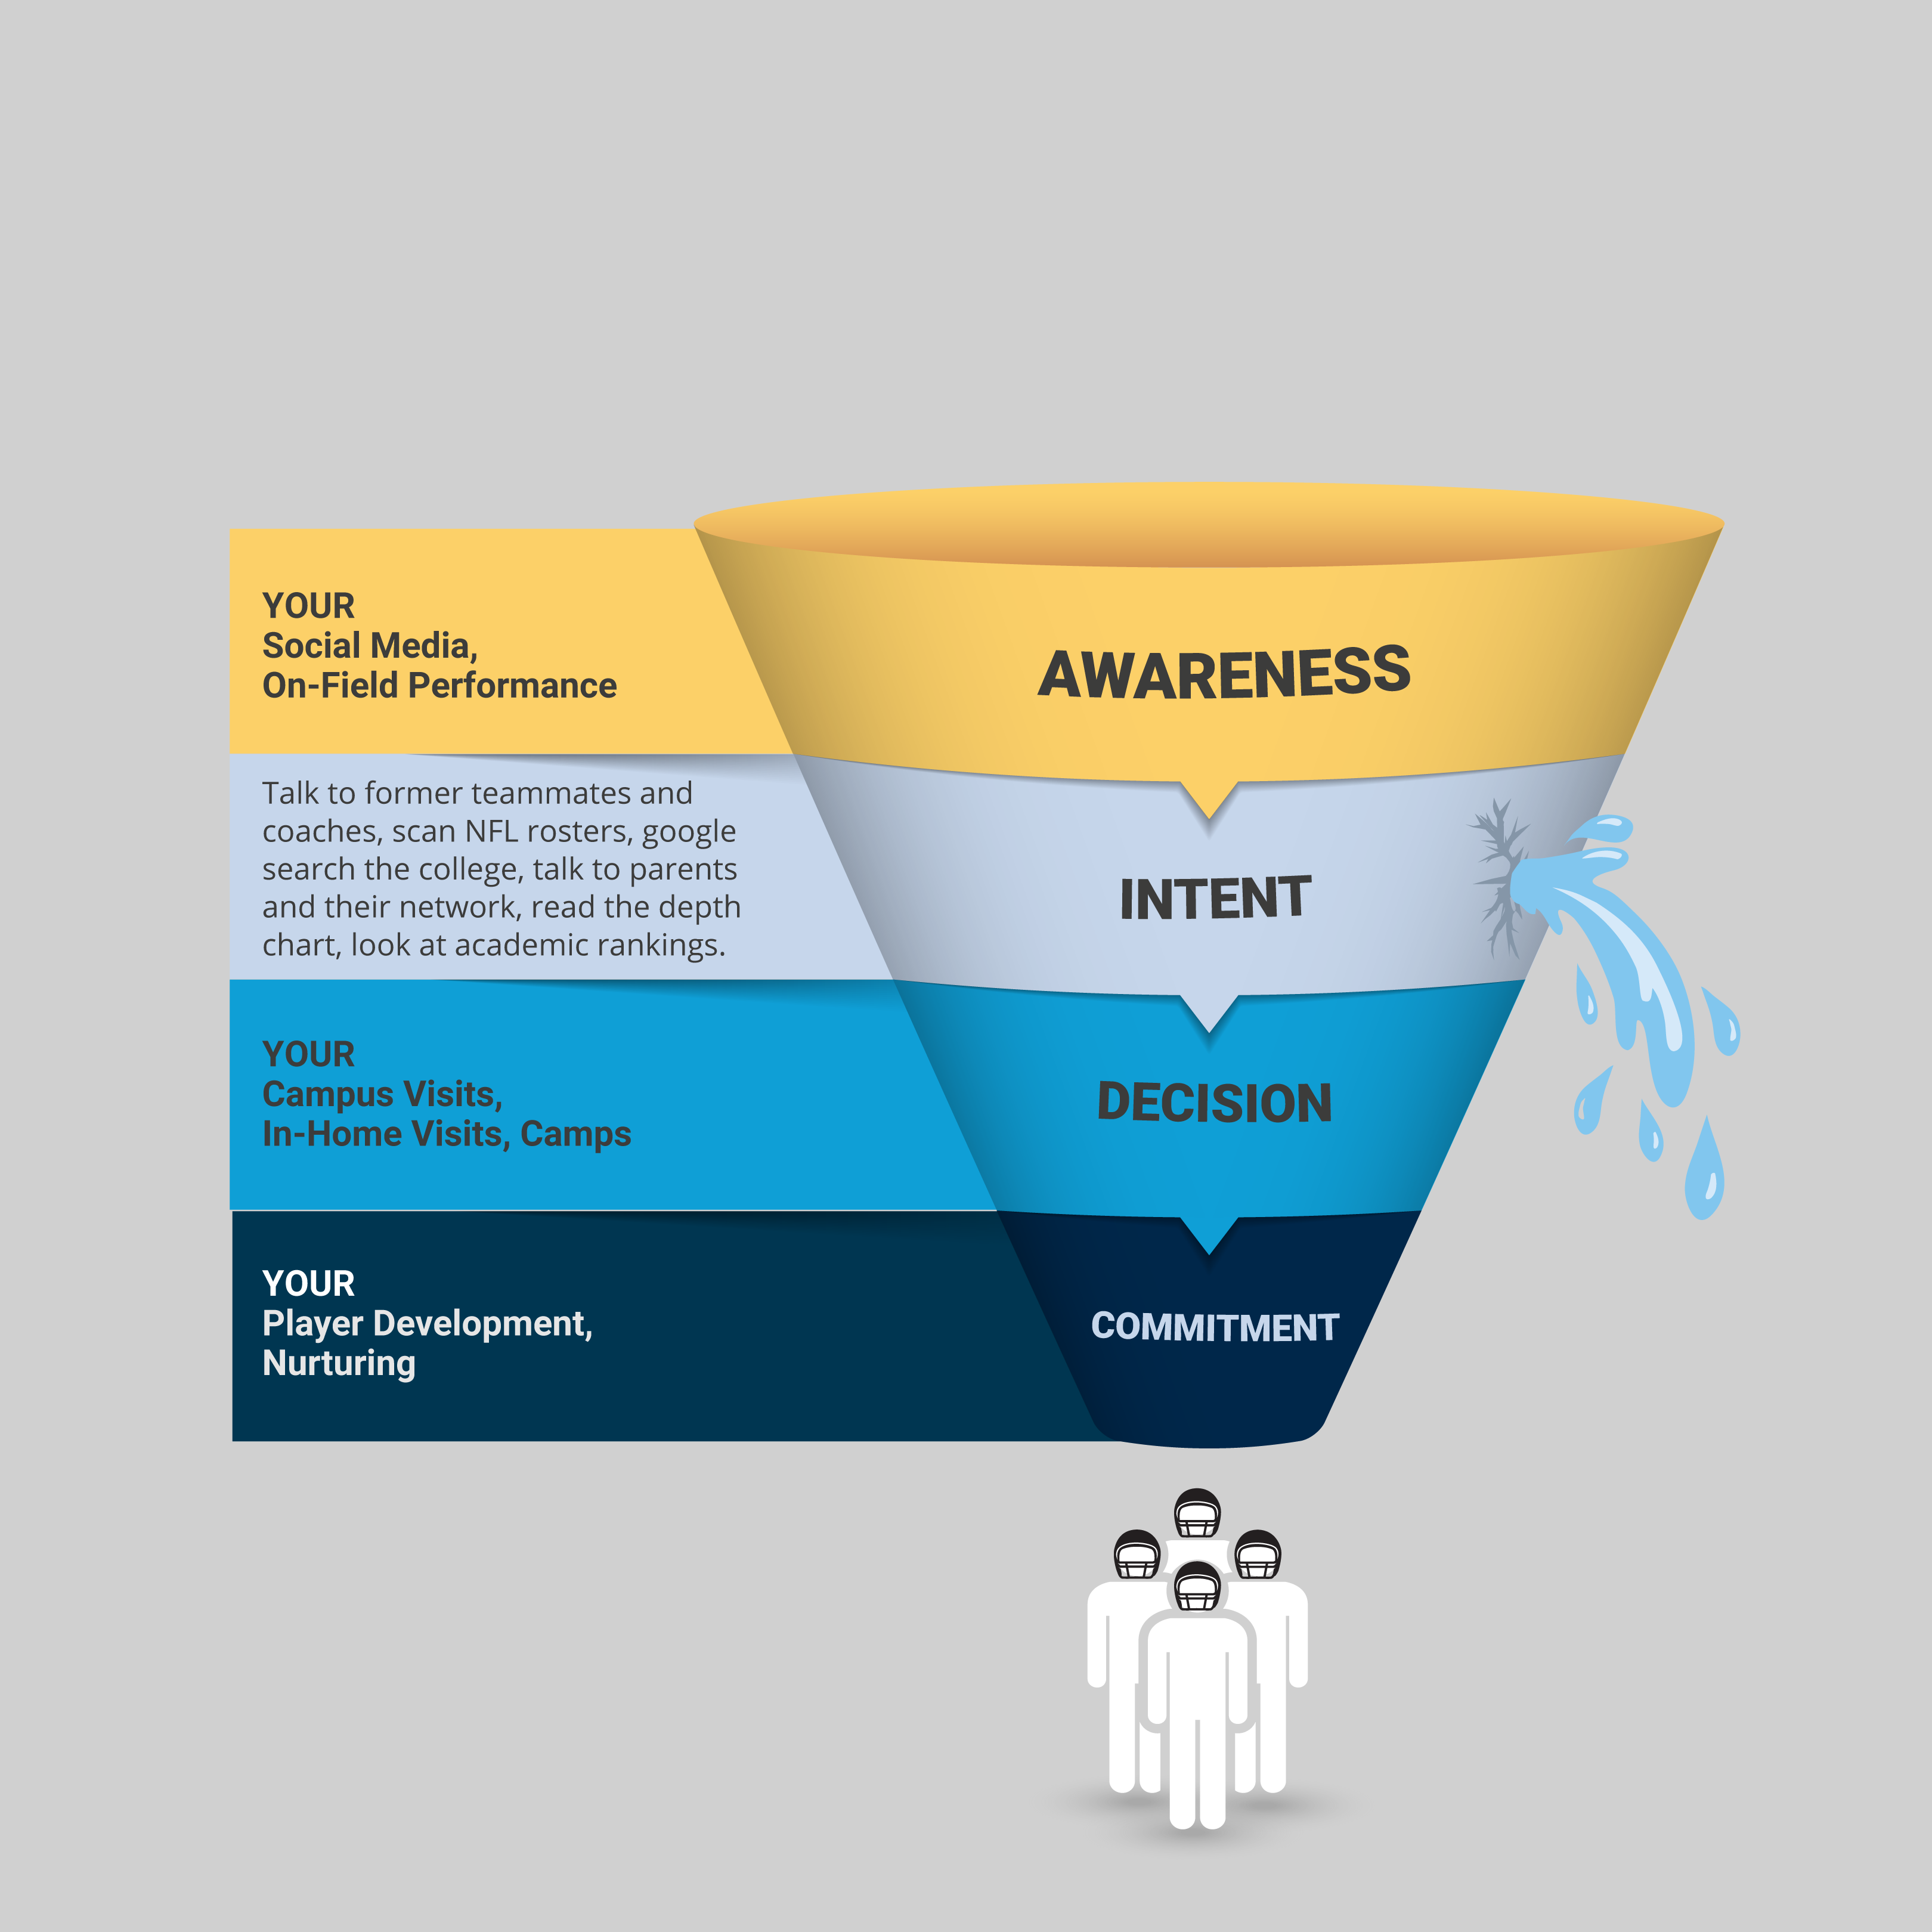 YOUR
Social Media,
On-Field Performance
AWARENESS
Talk to former teammates and
coaches, scan NFL rosters, google
search the college, talk to parents
and their network, read the depth
chart, look at academic rankings.
INTENT
YOUR
Campus Visits,
In-Home Visits, Camps
DECISION
YOUR
Player Development,
Nurturing
COMMITMENT